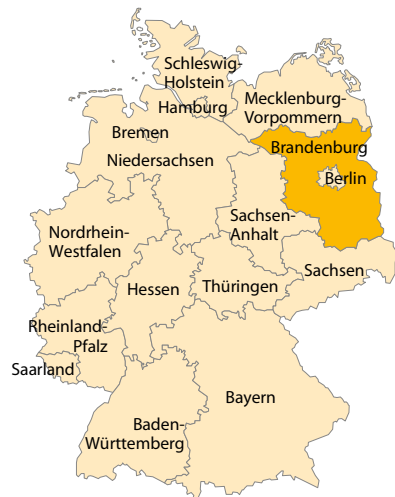 Schleswig-
Holstein
Hamburg
Mecklenburg-
Vorpommern
Bremen
Niedersachsen
Brandenburg
Berlin
Sachsen-
Anhalt
Nordrhein-
Westfalen
Hessen
Thüringen
Sachsen
Rheinland-
Pfalz
Saarland
Bayern
Baden-
Württemberg